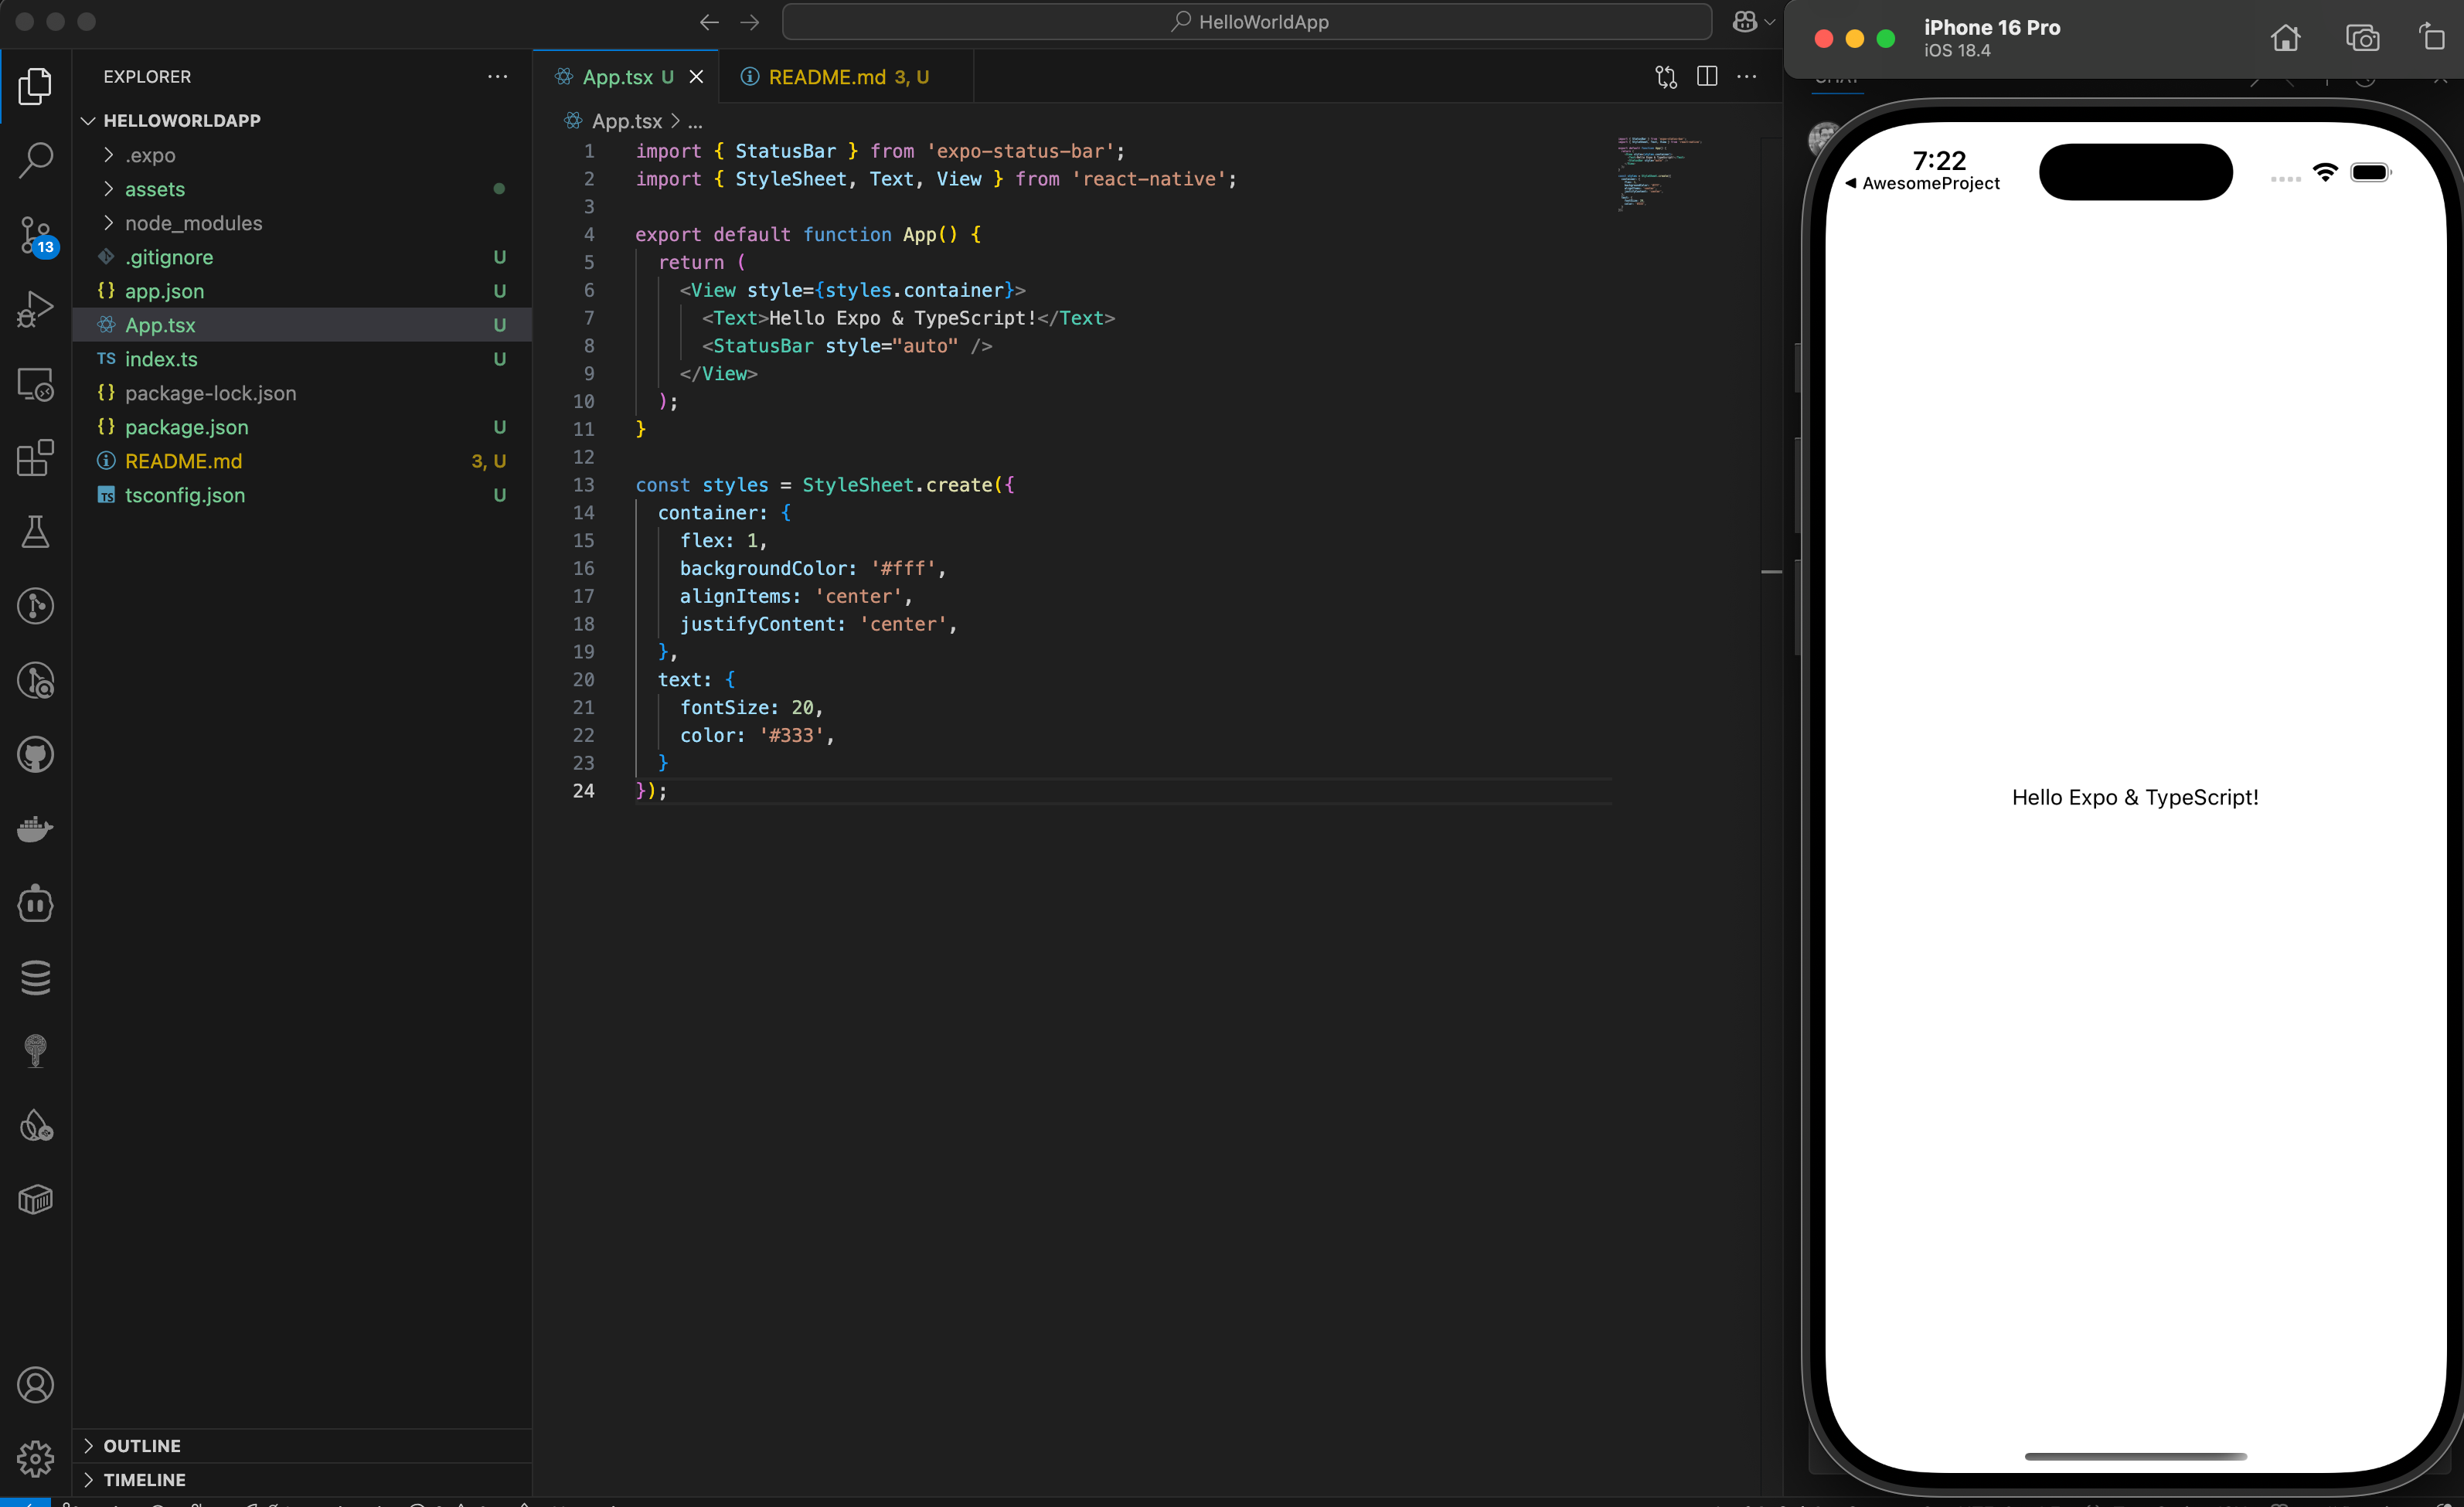 HelloWorldApp
EXPLORER
HELLOWORLDAPP
.expo
assets
node_modules
.gitignore U
app.json U
App.tsx U
index.ts U
package-lock.json
package.json U
README.md 3, U
tsconfig.json U
13
OUTLINE
TIMELINE
App.tsx U
README.md 3, U
App.tsx > ...
1 import { StatusBar } from 'expo-status-bar';
2 import { StyleSheet, Text, View } from 'react-native';
3
4 export default function App() {
5 return (
6 <View style={styles.container}>
7 <Text>Hello Expo & TypeScript!</Text>
8 <StatusBar style="auto" />
9 </View>
10 );
11 }
12
13 const styles = StyleSheet.create({
14 container: {
15 flex: 1,
16 backgroundColor: '#fff',
17 alignItems: 'center',
18 justifyContent: 'center',
19 },
20 text: {
21 fontSize: 20,
22 color: '#333',
23 }
24 });
iPhone 16 Pro
iOS 18.4
7:22
AwesomeProject
Hello Expo & TypeScript!